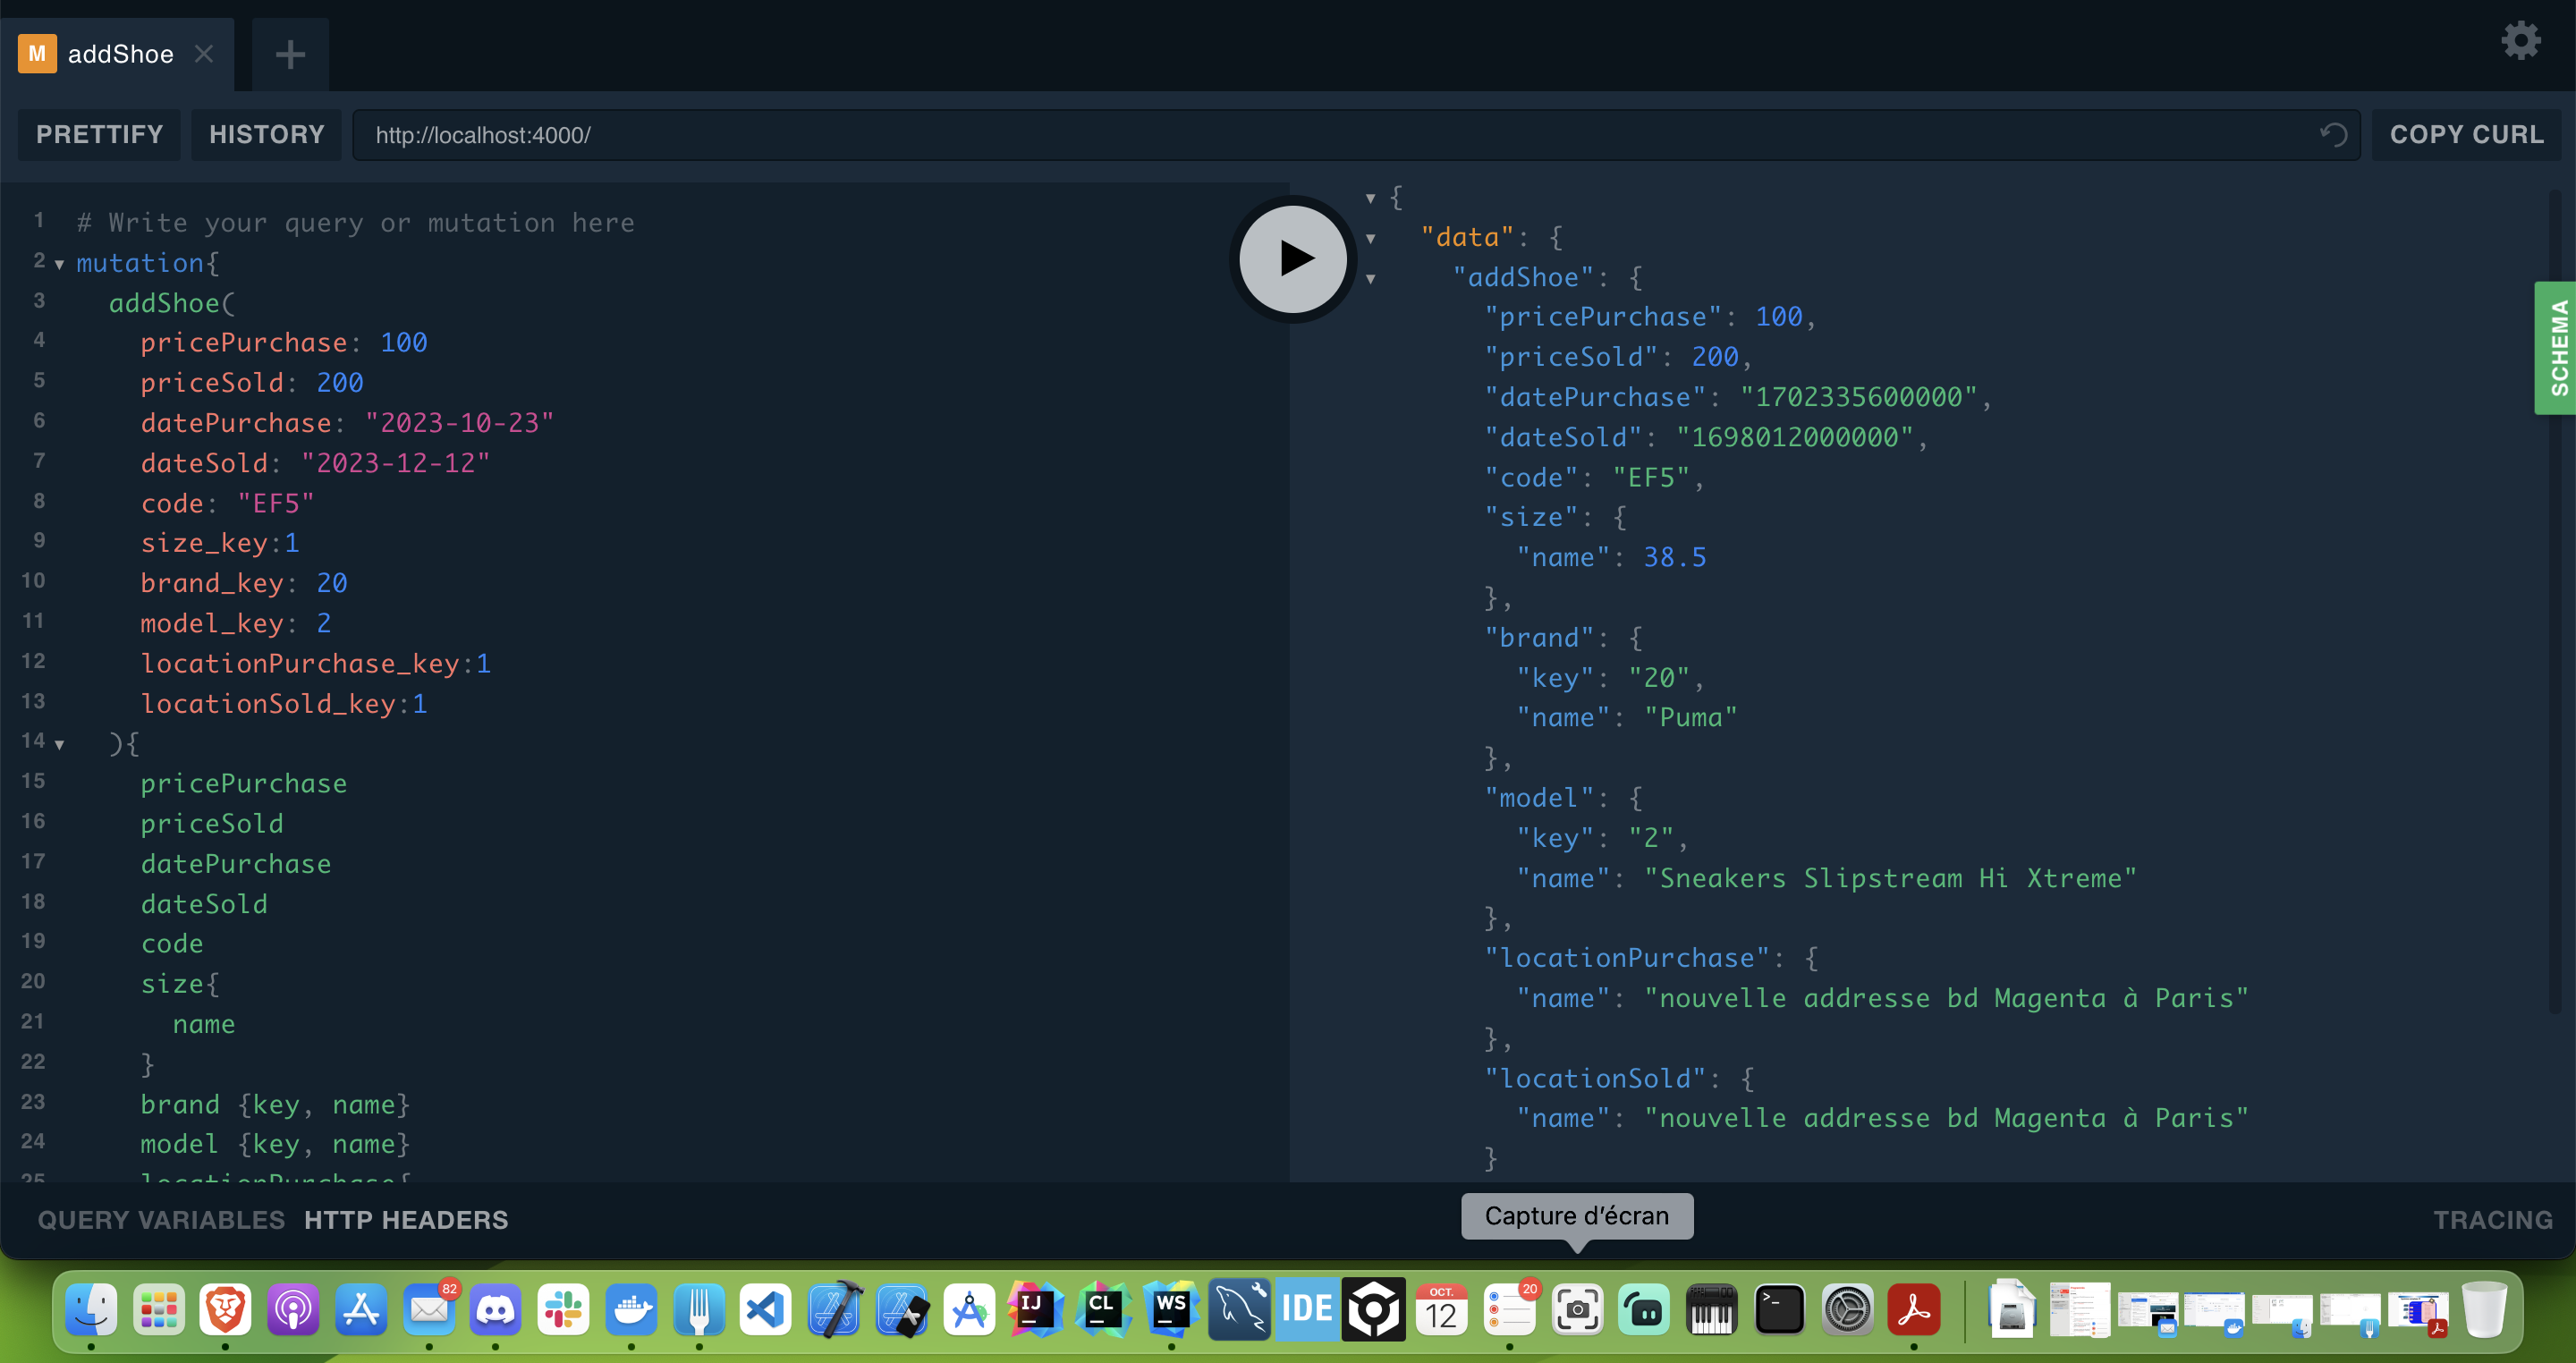 M addShoe
PRETTIFY HISTORY http://localhost:4000/ COPY CURL
1 # Write your query or mutation here
2 mutation{
3 addShoe(
4 pricePurchase: 100
5 priceSold: 200
6 datePurchase: "2023-10-23"
7 dateSold: "2023-12-12"
8 code: "EF5"
9 size_key:1
10 brand_key: 20
11 model_key: 2
12 locationPurchase_key:1
13 locationSold_key:1
14 ){
15 pricePurchase
16 priceSold
17 datePurchase
18 dateSold
19 code
20 size{
21 name
22 }
23 brand {key, name}
24 model {key, name}
25 locationPurchase{
{
"data": {
"addShoe": {
"pricePurchase": 100,
"priceSold": 200,
"datePurchase": "1702335600000",
"dateSold": "1698012000000",
"code": "EF5",
"size": {
"name": 38.5
},
"brand": {
"key": "20",
"name": "Puma"
},
"model": {
"key": "2",
"name": "Sneakers Slipstream Hi Xtreme"
},
"locationPurchase": {
"name": "nouvelle addresse bd Magenta à Paris"
},
"locationSold": {
"name": "nouvelle addresse bd Magenta à Paris"
}
SCHEMA
QUERY VARIABLES HTTP HEADERS
TRACING
Capture d'écran
82
IJ
CL
WS
IDE
OCT.
12
20
>_